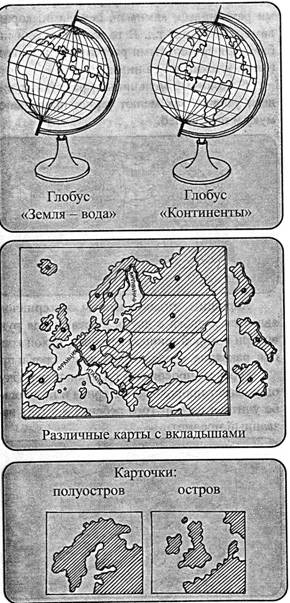 Глобус
«Земля – вода»
Глобус
«Континенты»
Различные карты с вкладышами
Карточки:
полуостров
остров